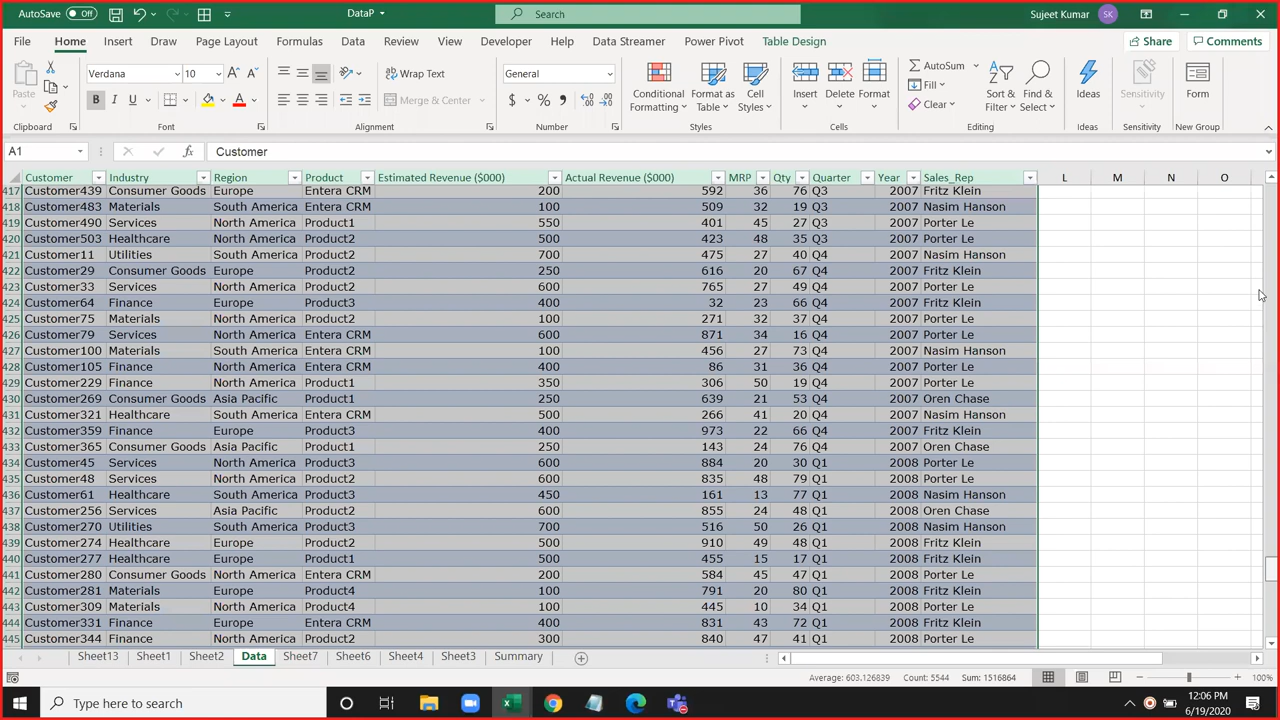 AutoSave Off DataP Search Sujeet Kumar SK
File Home Insert Draw Page Layout Formulas Data Review View Developer Help Data Streamer Power Pivot Table Design Share Comments
Paste Verdana 10 Wrap Text General Conditional Formatting Format as Table Cell Styles Insert Delete Format AutoSum Fill Clear Sort & Filter Find & Select Ideas Sensitivity Form
B I U A Merge & Center $ % ,
Clipboard Font Alignment Number Styles Cells Editing Ideas Sensitivity New Group
A1 fx Customer
Customer Industry Region Product Estimated Revenue ($000) Actual Revenue ($000) MRP Qty Quarter Year Sales_Rep L M N O
417 Customer439 Consumer Goods Europe Entera CRM 200 592 36 76 Q3 2007 Fritz Klein
418 Customer483 Materials South America Entera CRM 100 509 32 19 Q3 2007 Nasim Hanson
419 Customer490 Services North America Product1 550 401 45 27 Q3 2007 Porter Le
420 Customer503 Healthcare North America Product2 500 423 48 35 Q3 2007 Porter Le
421 Customer11 Utilities South America Product2 700 475 27 40 Q4 2007 Nasim Hanson
422 Customer29 Consumer Goods Europe Product2 250 616 20 67 Q4 2007 Fritz Klein
423 Customer33 Services North America Product2 600 765 27 49 Q4 2007 Porter Le
424 Customer64 Finance Europe Product3 400 32 23 66 Q4 2007 Fritz Klein
425 Customer75 Materials North America Product2 100 271 32 37 Q4 2007 Porter Le
426 Customer79 Services North America Entera CRM 600 871 34 16 Q4 2007 Porter Le
427 Customer100 Materials South America Entera CRM 100 456 27 73 Q4 2007 Nasim Hanson
428 Customer105 Finance North America Entera CRM 400 86 31 36 Q4 2007 Porter Le
429 Customer229 Finance North America Product1 350 306 50 19 Q4 2007 Porter Le
430 Customer269 Consumer Goods Asia Pacific Product1 250 639 21 53 Q4 2007 Oren Chase
431 Customer321 Healthcare South America Entera CRM 500 266 41 20 Q4 2007 Nasim Hanson
432 Customer359 Finance Europe Product3 400 973 22 66 Q4 2007 Fritz Klein
433 Customer365 Consumer Goods Asia Pacific Product1 250 143 24 76 Q4 2007 Oren Chase
434 Customer45 Services North America Product3 600 884 20 30 Q1 2008 Porter Le
435 Customer48 Services North America Product2 600 835 48 79 Q1 2008 Porter Le
436 Customer61 Healthcare South America Product3 450 161 13 77 Q1 2008 Nasim Hanson
437 Customer256 Services Asia Pacific Product2 600 855 24 48 Q1 2008 Oren Chase
438 Customer270 Utilities South America Product3 700 516 50 26 Q1 2008 Nasim Hanson
439 Customer274 Healthcare Europe Product2 500 910 49 48 Q1 2008 Fritz Klein
440 Customer277 Healthcare Europe Product1 500 455 15 17 Q1 2008 Fritz Klein
441 Customer280 Consumer Goods North America Entera CRM 200 584 45 47 Q1 2008 Porter Le
442 Customer281 Materials Europe Product4 100 791 20 80 Q1 2008 Fritz Klein
443 Customer309 Materials North America Product4 100 445 10 34 Q1 2008 Porter Le
444 Customer331 Finance Europe Entera CRM 400 831 43 72 Q1 2008 Fritz Klein
445 Customer344 Finance North America Product2 300 840 47 41 Q1 2008 Porter Le
Sheet13 Sheet1 Sheet2 Data Sheet7 Sheet6 Sheet4 Sheet3 Summary
Average: 603.126839 Count: 5544 Sum: 1516864 100%
Type here to search 12:06 PM
6/19/2020